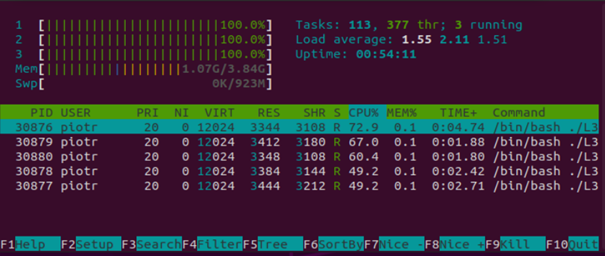 1 [||||||||||||||||||||||||100.0%] Tasks: 113, 377 thr; 3 running
2 [||||||||||||||||||||||||100.0%] Load average: 1.55 2.11 1.51
3 [||||||||||||||||||||||||100.0%] Uptime: 00:54:11
Mem[|||||||||||||||||||1.07G/3.84G]
Swp[ 0K/923M]
PID USER PRI NI VIRT RES SHR S CPU% MEM% TIME+ Command
30876 piotr 20 0 12024 3344 3108 R 72.9 0.1 0:04.74 /bin/bash ./L3
30879 piotr 20 0 12024 3412 3180 R 67.0 0.1 0:01.88 /bin/bash ./L3
30880 piotr 20 0 12024 3348 3108 R 60.4 0.1 0:01.80 /bin/bash ./L3
30878 piotr 20 0 12024 3384 3144 R 49.2 0.1 0:02.42 /bin/bash ./L3
30877 piotr 20 0 12024 3444 3212 R 49.2 0.1 0:02.71 /bin/bash ./L3
F1Help F2Setup F3SearchF4FilterF5Tree F6SortByF7Nice -F8Nice +F9Kill F10Quit